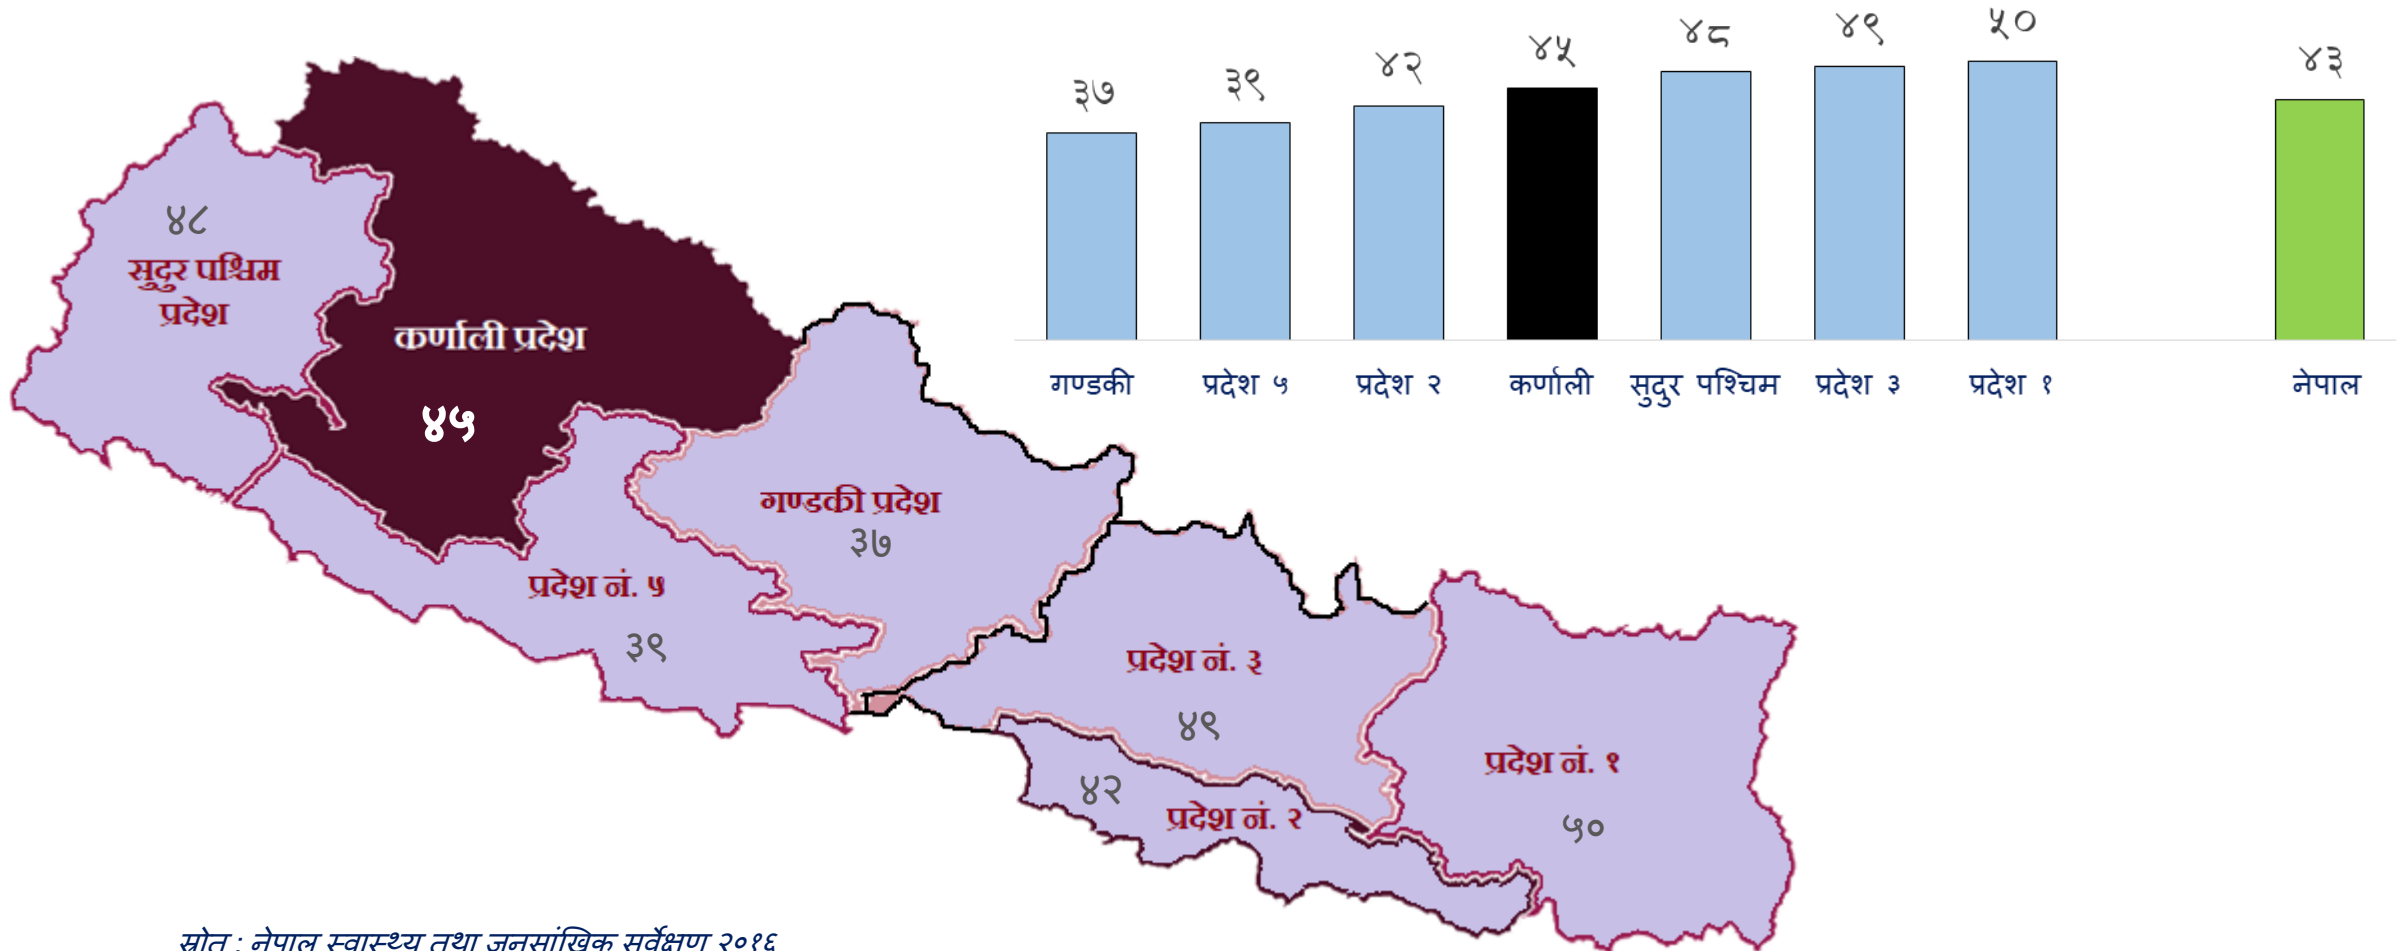 ३७
३९
४२
४५
४८
४९
५०
४३
गण्डकी
प्रदेश ५
प्रदेश २
कर्णाली
सुदुर पश्चिम
प्रदेश ३
प्रदेश १
नेपाल
४८
सुदुर पश्चिम
प्रदेश
कर्णाली प्रदेश
४५
गण्डकी प्रदेश
३७
प्रदेश नं. ५
३९
प्रदेश नं. ३
४९
४२
प्रदेश नं. २
प्रदेश नं. १
५०
स्रोत : नेपाल स्वास्थ्य तथा जनसांखिक सर्वेक्षण २०१६